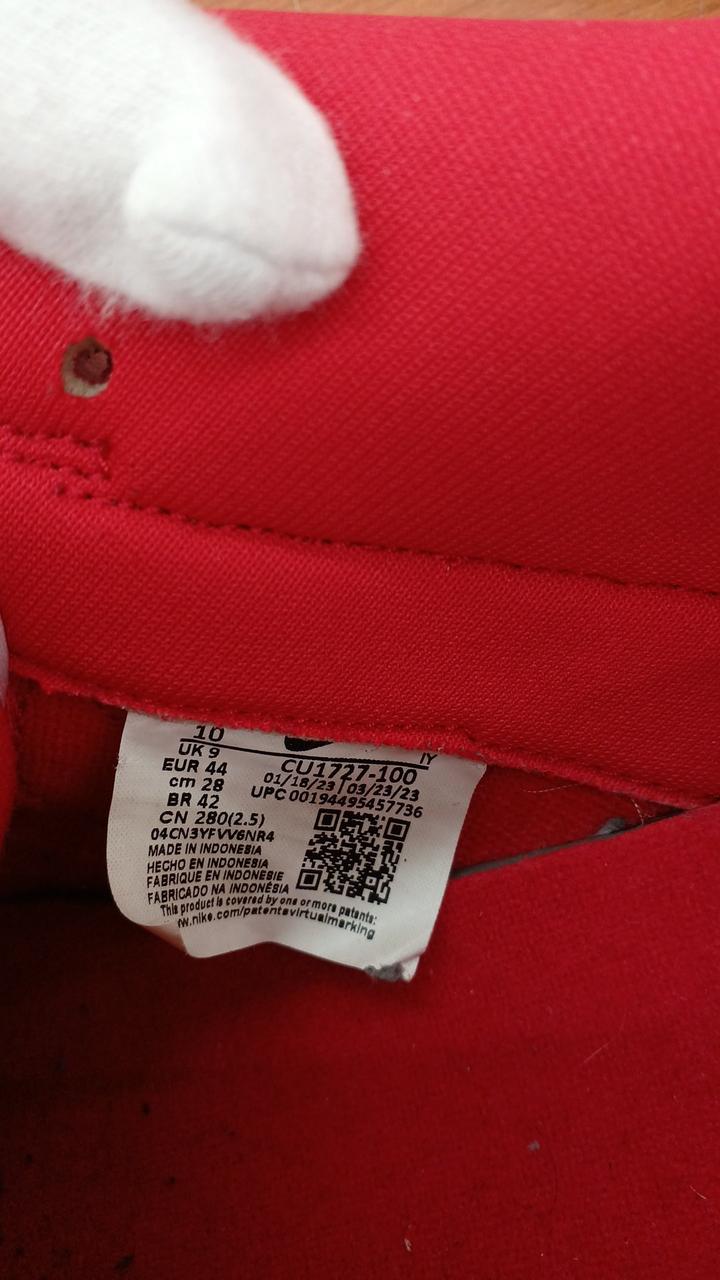 10
UK 9
EUR 44
cm 28
BR 42
CN 280(2.5)
04CN3YFVV6NR4
MADE IN INDONESIA
HECHO EN INDONESIA
FABRIQUE EN INDONESIE
FABRICADO NA INDONÉSIA
IY
CU1727-100
01/18/23 | 03/23/23
UPC 00194495457736
This product is covered by one or more patents:
w.nike.com/patentsvirtualmarking